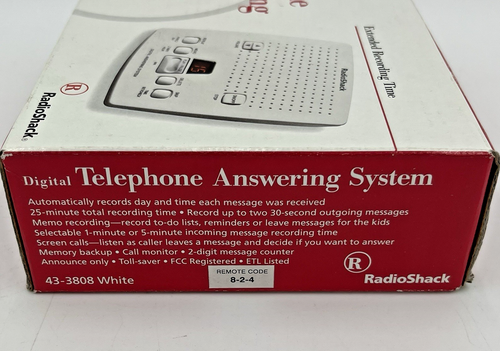 Extended Recording Time
RadioShack
R RadioShack®
Digital Telephone Answering System
Automatically records day and time each message was received
25-minute total recording time • Record up to two 30-second outgoing messages
Memo recording—record to-do lists, reminders or leave messages for the kids
Selectable 1-minute or 5-minute incoming message recording time
Screen calls—listen as caller leaves a message and decide if you want to answer
Memory backup • Call monitor • 2-digit message counter
Announce only • Toll-saver • FCC Registered • ETL Listed
43-3808 White
REMOTE CODE
8-2-4
R
RadioShack